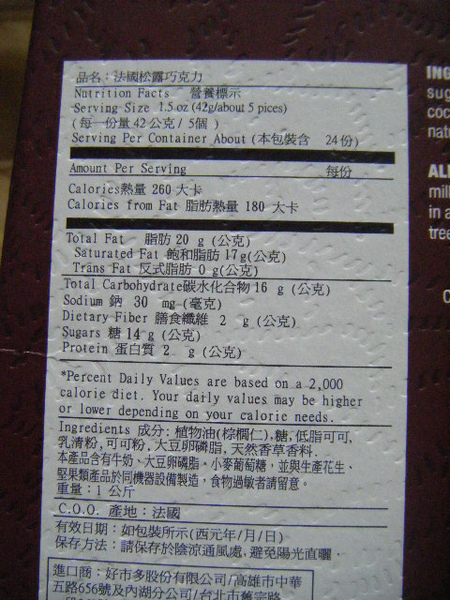 品名：法國松露巧克力
Nutrition Facts 營養標示
Serving Size 1.5.oz (42g/about 5 pices)
(每一份量 42公克 / 5個 )
Serving Per Container About (本包裝含 24份)
Amount Per Serving 每份
Calories熱量 260 大卡
Calories from Fat 脂肪熱量 180 大卡
Total Fat 脂肪 20 g (公克)
Saturated Fat 飽和脂肪 17g(公克)
Trans Fat 反式脂肪 0 g(公克)
Total Carbohydrate碳水化合物 16 g (公克)
Sodium 鈉 30 mg (毫克)
Dietary Fiber 膳食纖維 2 g (公克)
Sugars 糖 14 g (公克)
Protein 蛋白質 2 g (公克)
*Percent Daily Values are based on a 2,000
calorie diet. Your daily values may be higher
or lower depending on your calorie needs.
Ingredients 成分: 植物油(棕櫚仁),糖,低脂可可,
乳清粉,可可粉,大豆卵磷脂,天然香草香料.
本產品含有牛奶、大豆卵磷脂、小麥葡萄糖，並與生產花生、
堅果類產品於同機器設備製造，食物過敏者請留意。
重量：1 公斤
C.O.O. 產地：法國
有效日期：如包裝所示(西元年/月/日)
保存方法：請保存於陰涼通風處,避免陽光直曬.
進口商：好市多股份有限公司/高雄市中華
五路656號及內湖分公司/台北市舊宗路
ING
sug
coc
natu
ALL
mill
in a
tree
C